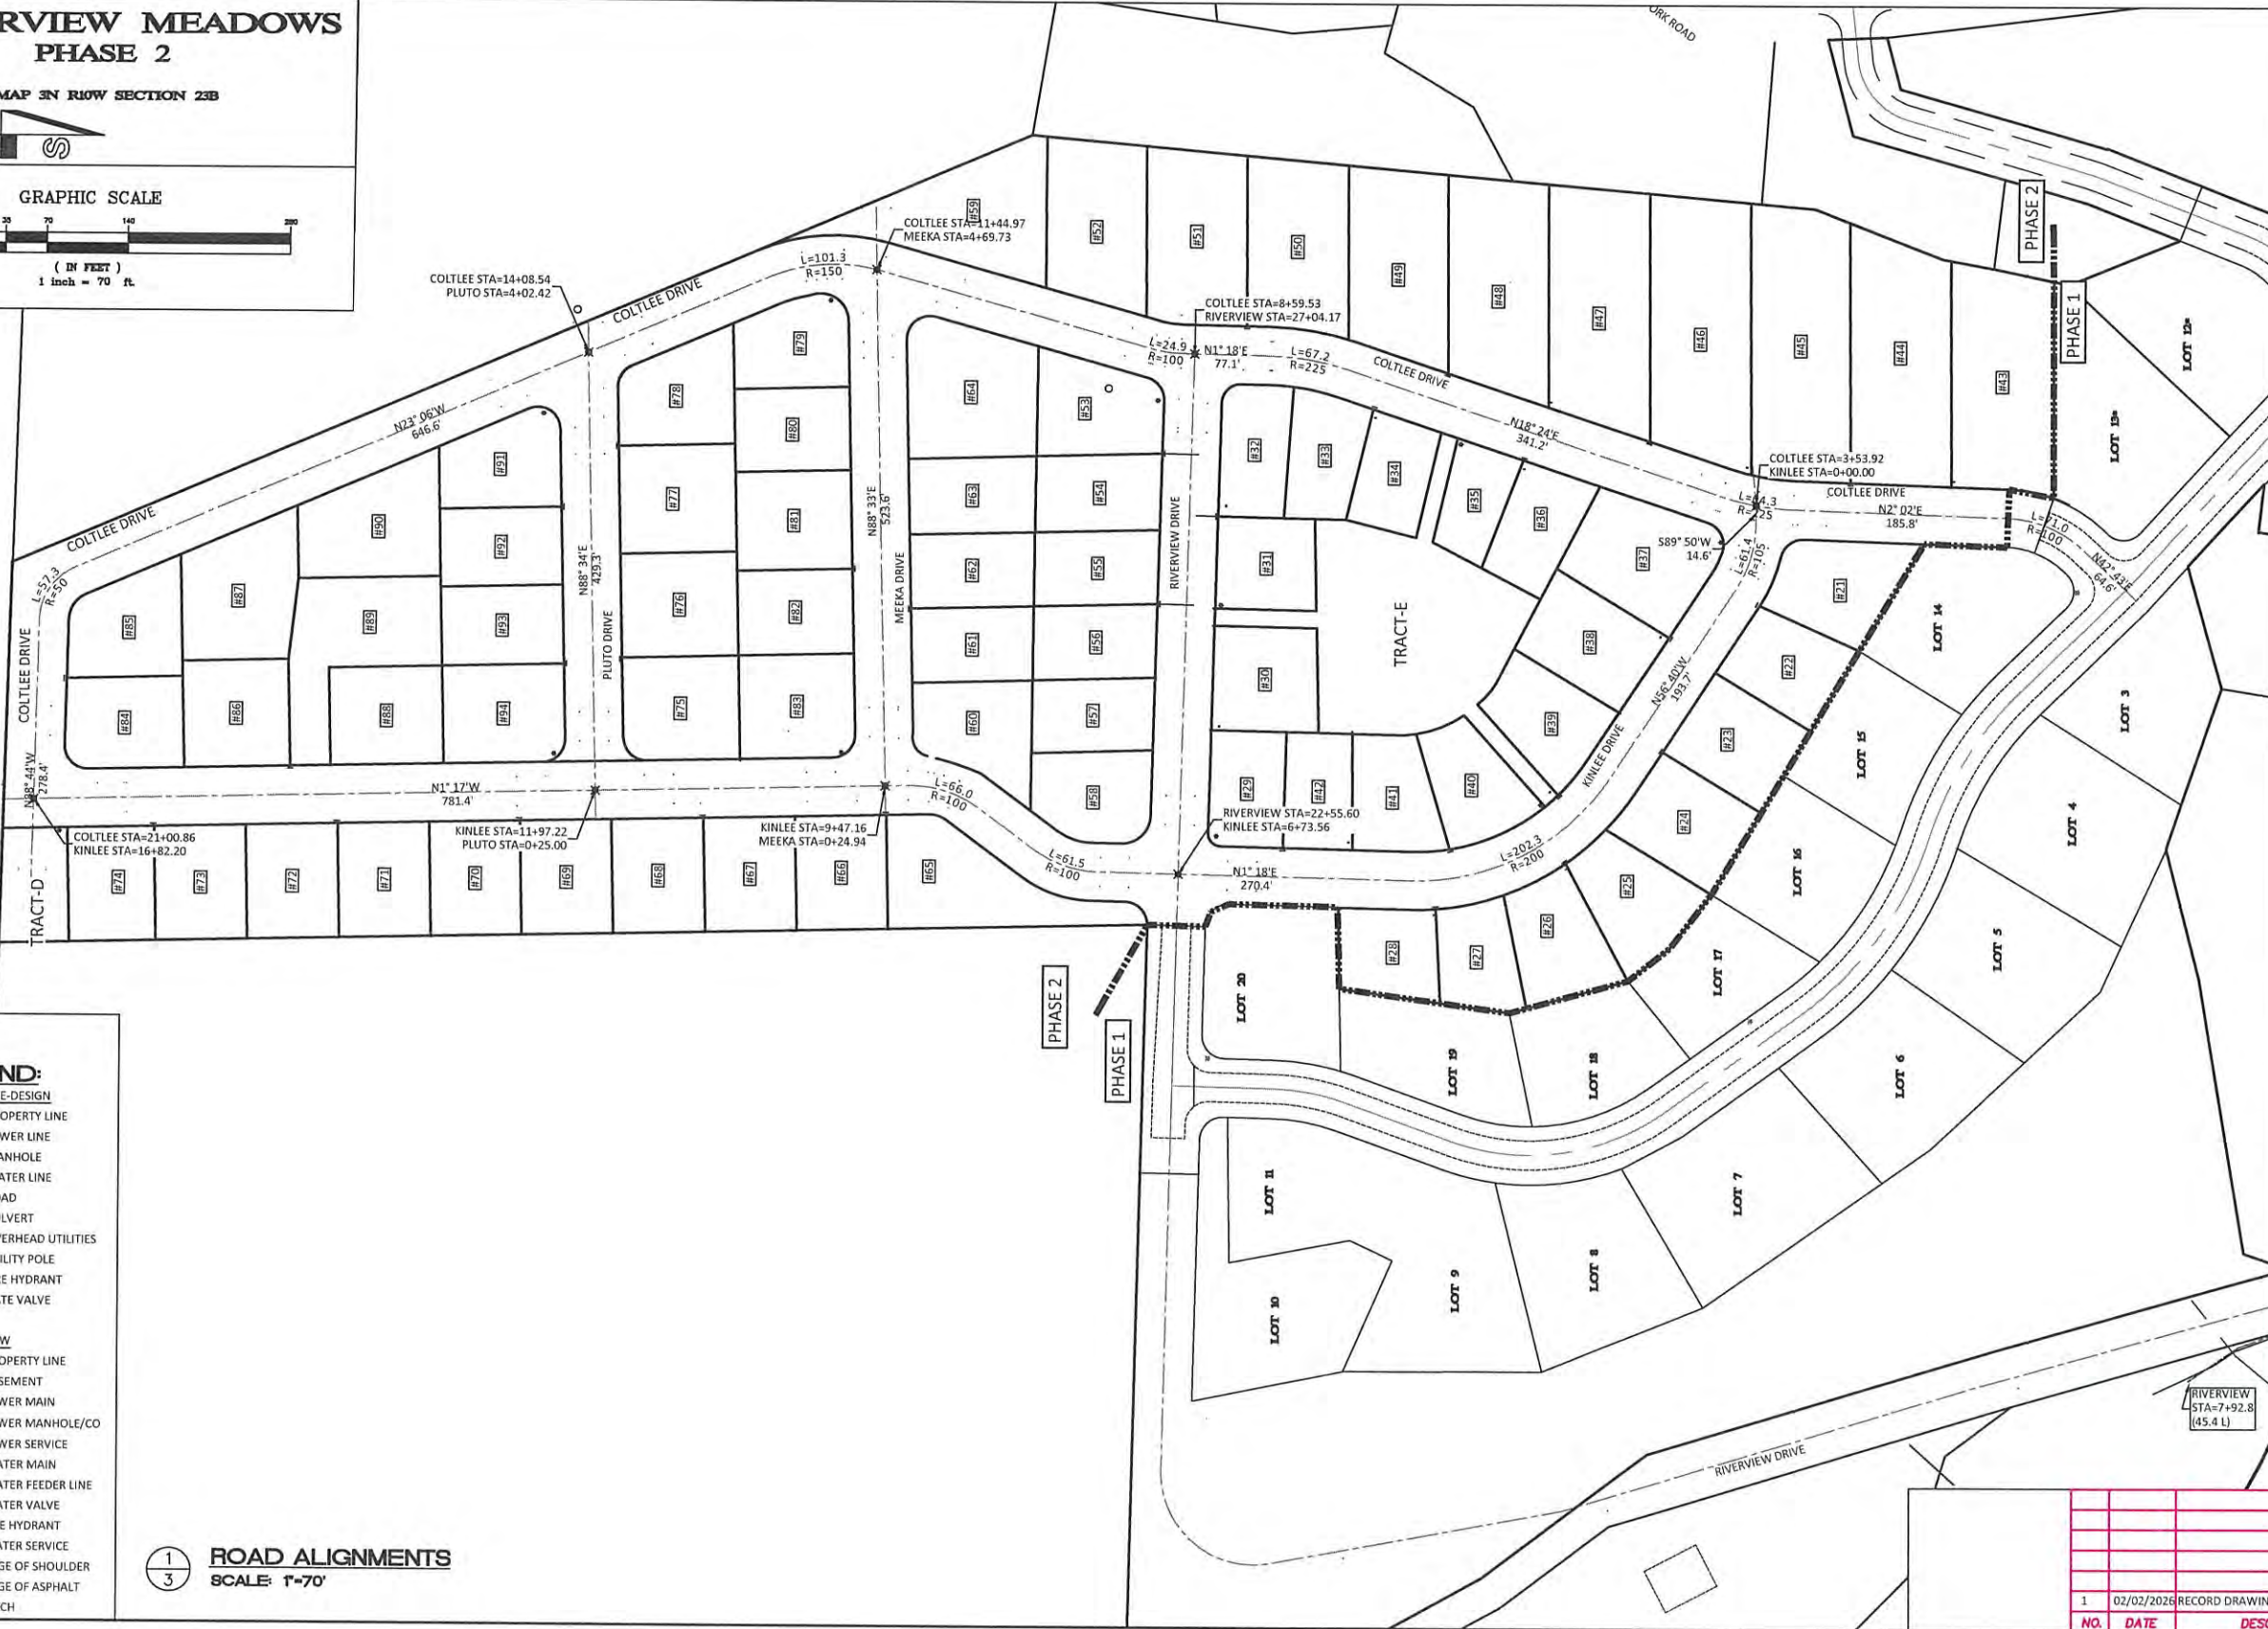 RVIEW MEADOWS
PHASE 2
MAP 3N R10W SECTION 23B
S
GRAPHIC SCALE
35 70 140 280
( IN FEET )
1 inch = 70 ft.
ORK ROAD
PHASE 2
PHASE 1
COLTLEE STA=11+44.97
MEEKA STA=4+69.73
COLTLEE STA=14+08.54
PLUTO STA=4+02.42
COLTLEE STA=8+59.53
RIVERVIEW STA=27+04.17
COLTLEE STA=3+53.92
KINLEE STA=0+00.00
COLTLEE STA=21+00.86
KINLEE STA=16+82.20
KINLEE STA=11+97.22
PLUTO STA=0+25.00
KINLEE STA=9+47.16
MEEKA STA=0+24.94
RIVERVIEW STA=22+55.60
KINLEE STA=6+73.56
COLTLEE DRIVE
L=101.3
R=150
L=24.9
R=100
N1° 18'E
77.1'
L=67.2
R=225
COLTLEE DRIVE
N18° 24'E
341.2'
R=225
COLTLEE DRIVE
N2° 02'E
185.8'
L=71.0
R=100
N42° 43'E
64.6'
S89° 50'W
14.6'
L=61.4
R=105
N56° 40'W
193.7'
KINLEE DRIVE
L=202.3
R=200
N1° 18'E
270.4'
L=61.5
R=100
L=66.0
R=100
N1° 17'W
781.4'
N88° 44'W
278.4'
COLTLEE DRIVE
L=57.3
R=50
COLTLEE DRIVE
N23° 06'W
646.6'
N88° 34'E
429.3'
PLUTO DRIVE
N88° 33'E
523.6'
MEEKA DRIVE
RIVERVIEW DRIVE
TRACT-E
TRACT-D
#59
#52
#51
#50
#49
#48
#47
#46
#45
#44
#43
#79
#78
#80
#77
#81
#76
#82
#75
#83
#91
#90
#92
#87
#89
#93
#85
#84
#86
#88
#94
#64
#53
#63
#54
#62
#55
#61
#56
#60
#57
#58
#32
#33
#34
#35
#36
#37
#31
#38
#30
#39
#29
#42
#41
#40
#21
#22
#23
#24
#25
#26
#27
#28
#74
#73
#72
#71
#70
#69
#68
#67
#66
#65
LOT 12*
LOT 13*
LOT 14
LOT 3
LOT 15
LOT 4
LOT 16
LOT 5
LOT 17
LOT 20
LOT 19
LOT 18
LOT 6
LOT 11
LOT 7
LOT 10
LOT 9
LOT 8
PHASE 2
PHASE 1
ND:
E-DESIGN
OPERTY LINE
WER LINE
ANHOLE
ATER LINE
OAD
LVERT
VERHEAD UTILITIES
ILITY POLE
RE HYDRANT
TE VALVE
W
OPERTY LINE
SEMENT
WER MAIN
WER MANHOLE/CO
WER SERVICE
ATER MAIN
ATER FEEDER LINE
ATER VALVE
E HYDRANT
ATER SERVICE
GE OF SHOULDER
GE OF ASPHALT
CH
1
3
ROAD ALIGNMENTS
SCALE: 1"=70'
RIVERVIEW DRIVE
RIVERVIEW
STA=7+92.8
(45.4 L)
1 02/02/2026 RECORD DRAWIN
NO. DATE DESC